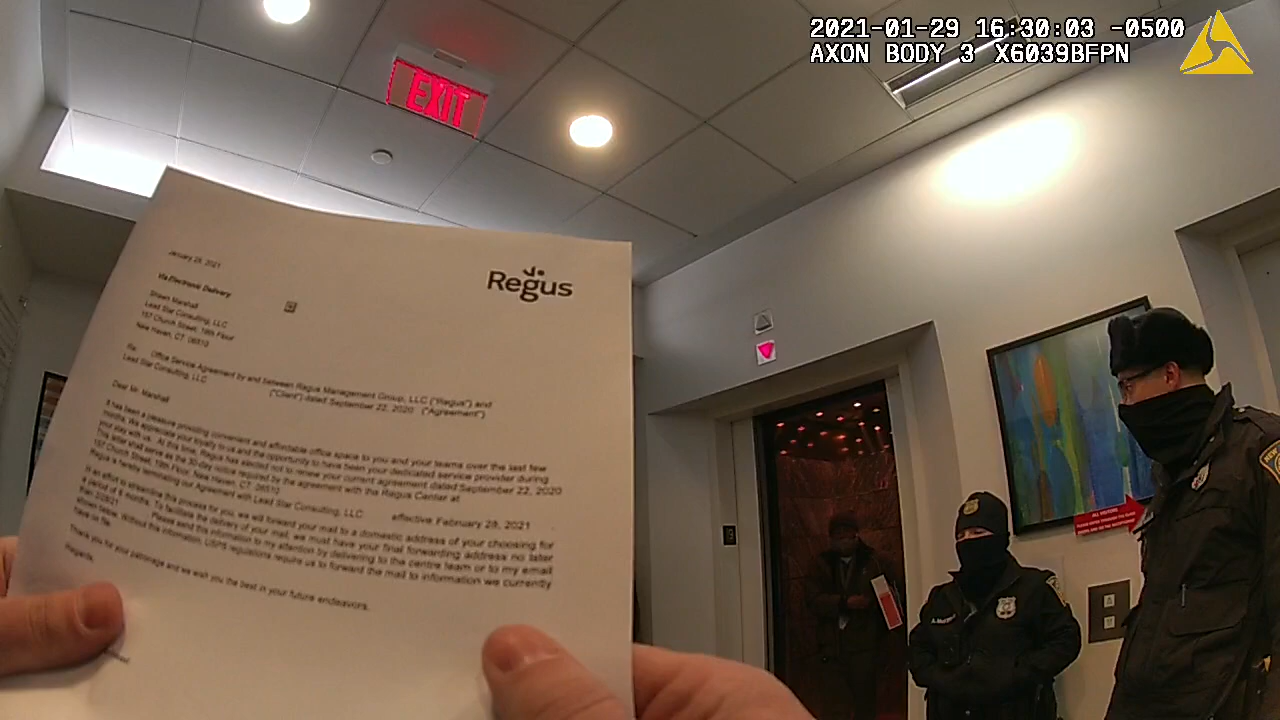 2021-01-29 16:30:03 -0500
AXON BODY 3 X6039BFPN
EXIT
Regus
January 29, 2021
Via Electronic Delivery
Shawn Marshall
Lead Star Consulting, LLC
157 Church Street, 19th Floor
New Haven, CT 06510
Re: Office Service Agreement by and between Regus Management Group, LLC ("Regus") and
Lead Star Consulting, LLC ("Client") dated September 22, 2020 ("Agreement")
Dear Mr. Marshall
It has been a pleasure providing convenient and affordable office space to you and your teams over the last few
months. We appreciate your loyalty to us and the opportunity to have been your dedicated service provider during
your stay with us. At this time, Regus has elected not to renew your current agreement dated September 22, 2020
This letter shall serve as the 30-day notice required by the agreement with the Regus Center at
157 Church Street, 19th Floor, New Haven, CT 06510
Regus is hereby terminating our Agreement with Lead Star Consulting, LLC effective February 28, 2021
In an effort to streamline this process for you, we will forward your mail to a domestic address of your choosing for
a period of 6 months. To facilitate the delivery of your mail, we must have your final forwarding address no later
than 2/28/21 Please send this information to my attention by delivering to the centre team or to my email
shown below. Without this information, USPS regulations require us to forward the mail to information we currently
have on file.
Thank you for your patronage and we wish you the best in your future endeavors.
Regards,
ALL VISITORS
9